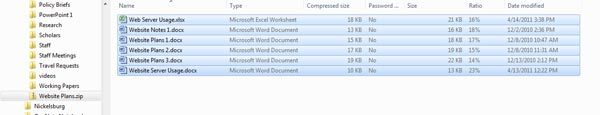 Policy Briefs
PowerPoint 1
Research
Scholars
Staff
Staff Meetings
Travel Requests
videos
Working Papers
Website Plans.zip
Nickelsburg
Name Type Compressed size Password ... Size Ratio Date modified
Web Server Usage.xlsx Microsoft Excel Worksheet 18 KB No 21 KB 16% 4/14/2011 3:38 PM
Website Notes 1.docx Microsoft Word Document 13 KB No 15 KB 18% 12/2/2010 2:36 PM
Website Plans 1.docx Microsoft Word Document 15 KB No 18 KB 17% 12/8/2010 10:47 AM
Website Plans 2.docx Microsoft Word Document 17 KB No 19 KB 15% 12/8/2010 11:31 AM
Website Plans 3.docx Microsoft Word Document 19 KB No 22 KB 14% 12/13/2010 2:12 PM
Website Server Usage.docx Microsoft Word Document 10 KB No 13 KB 23% 4/13/2011 12:22 PM